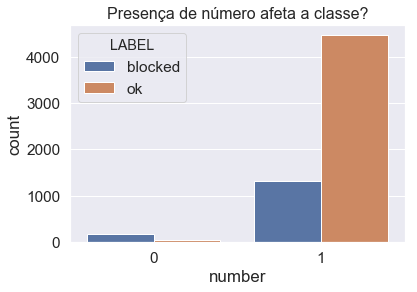 Presença de número afeta a classe?
LABEL
blocked
ok
4000
3000
2000
1000
0
count
0 1
number